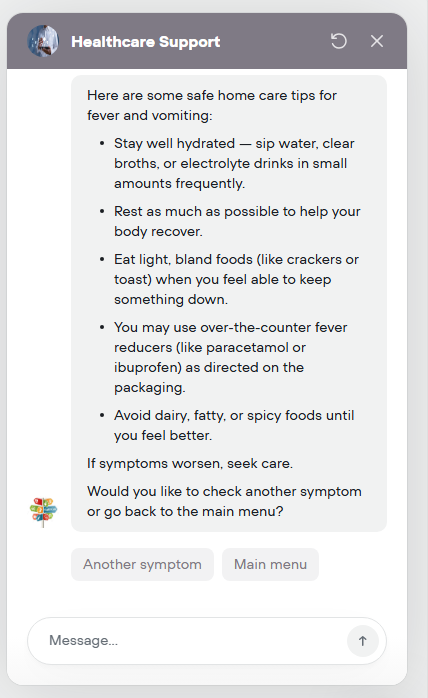 Healthcare Support
Here are some safe home care tips for
fever and vomiting:
• Stay well hydrated — sip water, clear
broths, or electrolyte drinks in small
amounts frequently.
• Rest as much as possible to help your
body recover.
• Eat light, bland foods (like crackers or
toast) when you feel able to keep
something down.
• You may use over-the-counter fever
reducers (like paracetamol or
ibuprofen) as directed on the
packaging.
• Avoid dairy, fatty, or spicy foods until
you feel better.
If symptoms worsen, seek care.
Would you like to check another symptom
or go back to the main menu?
Another symptom
Main menu
Message...